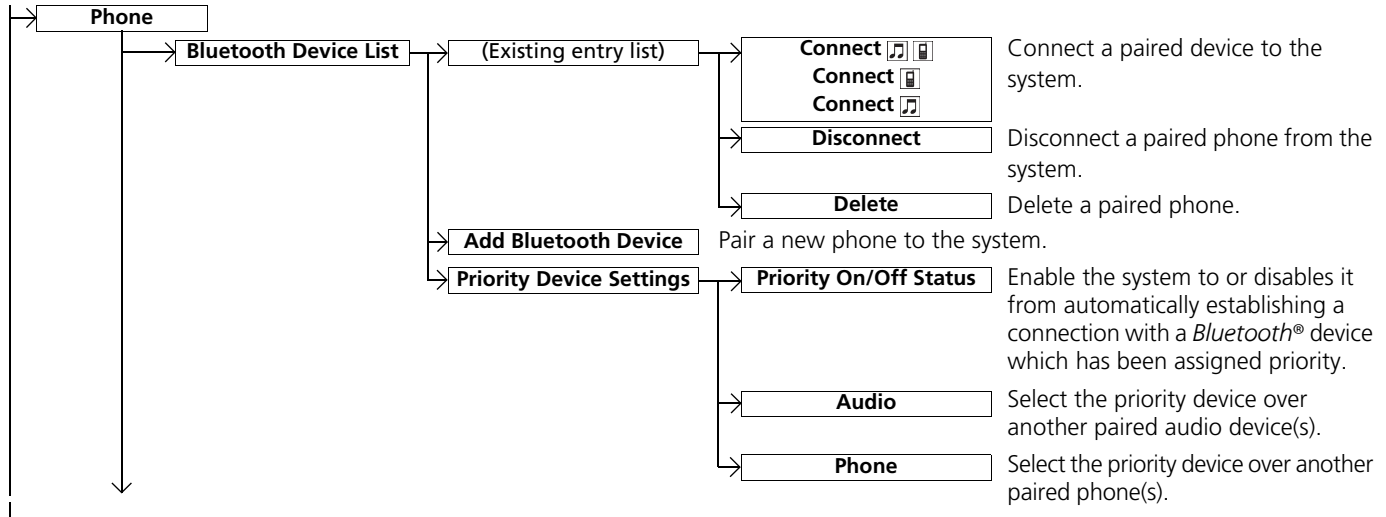 Phone
Bluetooth Device List
(Existing entry list)
Connect
Connect
Connect
Connect a paired device to the
system.
Disconnect
Disconnect a paired phone from the
system.
Delete
Delete a paired phone.
Add Bluetooth Device
Pair a new phone to the system.
Priority Device Settings
Priority On/Off Status
Enable the system to or disables it
from automatically establishing a
connection with a Bluetooth® device
which has been assigned priority.
Audio
Select the priority device over
another paired audio device(s).
Phone
Select the priority device over another
paired phone(s).